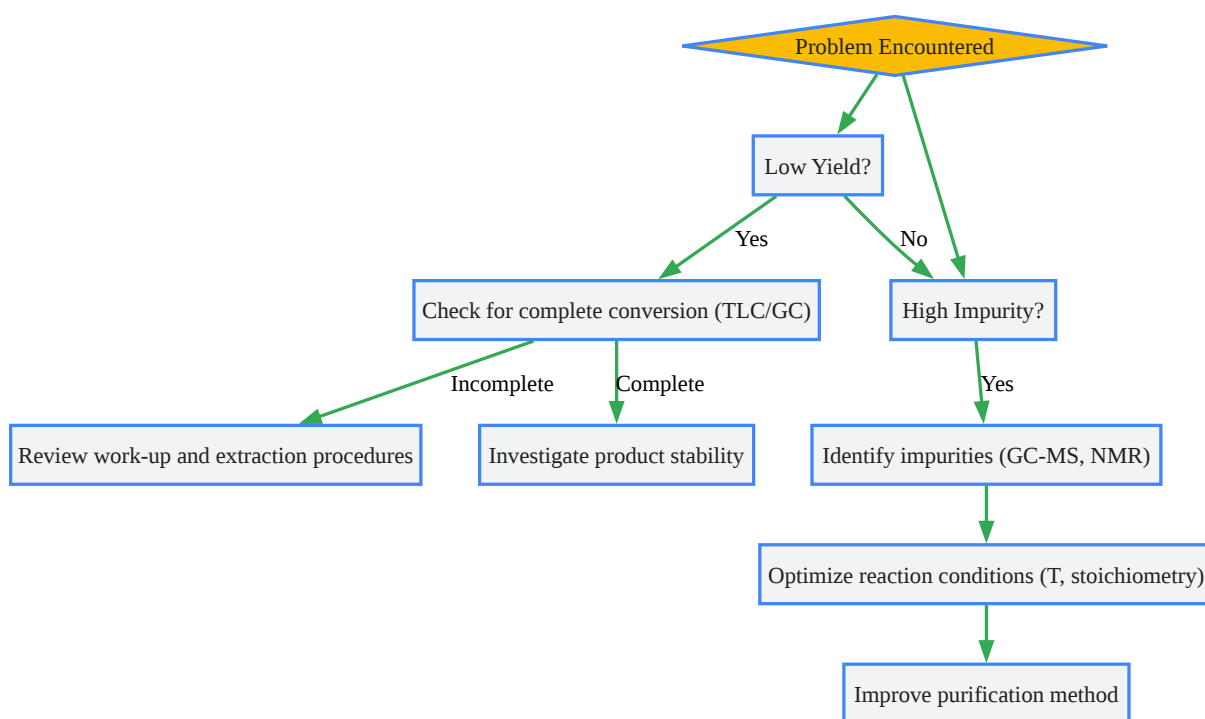 Problem Encountered
Low Yield?
Yes
No
Check for complete conversion (TLC/GC)
High Impurity?
Incomplete
Complete
Yes
Review work-up and extraction procedures
Investigate product stability
Identify impurities (GC-MS, NMR)
Optimize reaction conditions (T, stoichiometry)
Improve purification method